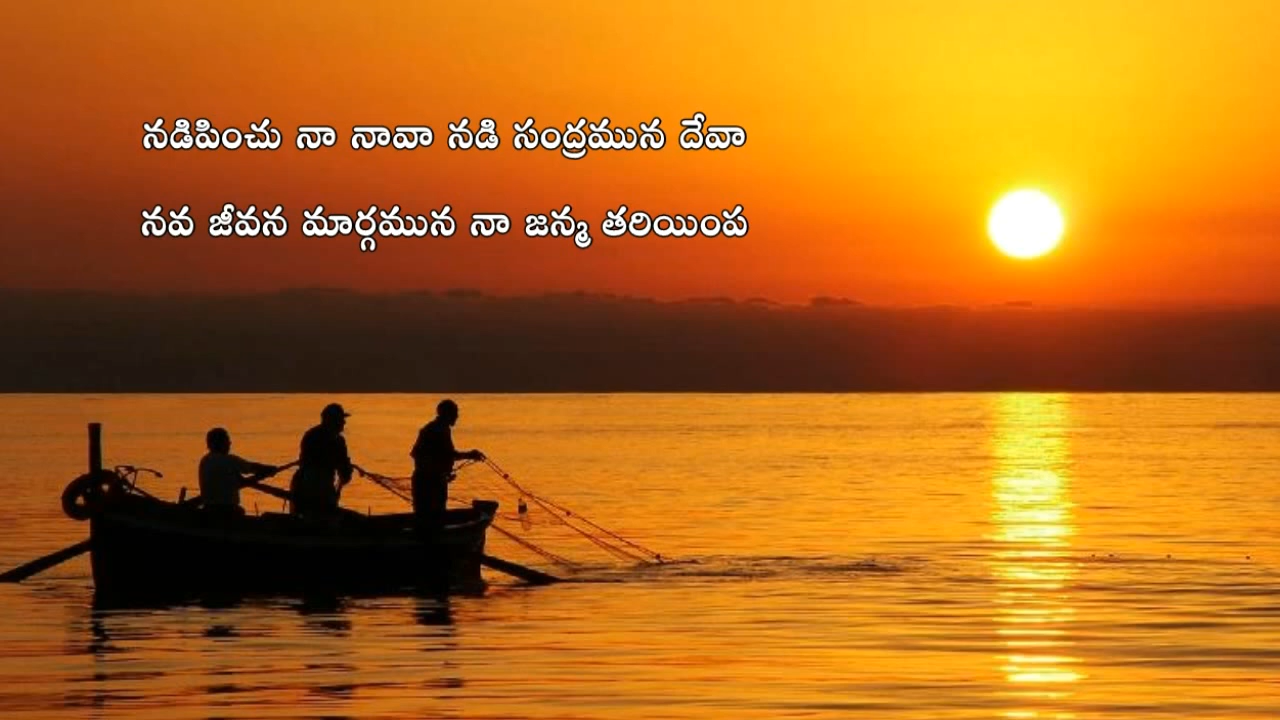 నడిపించు నా నావా నడి సంద్రమున దేవా
నవ జీవన మార్గమున నా జన్మ తరియింప